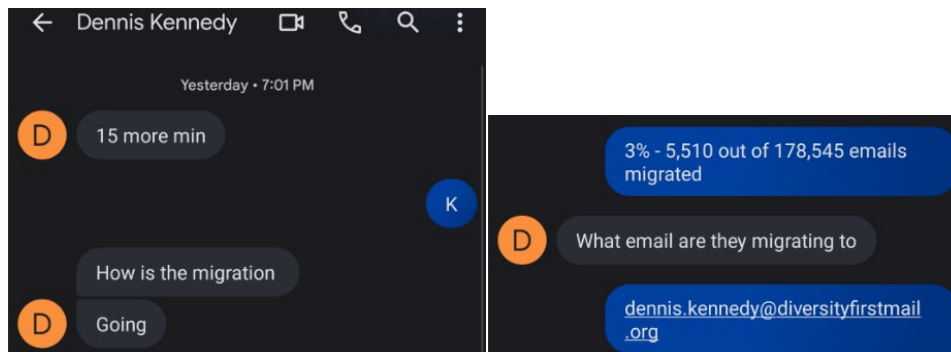 Dennis Kennedy
Yesterday • 7:01 PM
D
15 more min
K
How is the migration
D
Going
3% - 5,510 out of 178,545 emails
migrated
D
What email are they migrating to
dennis.kennedy@diversityfirstmail
.org